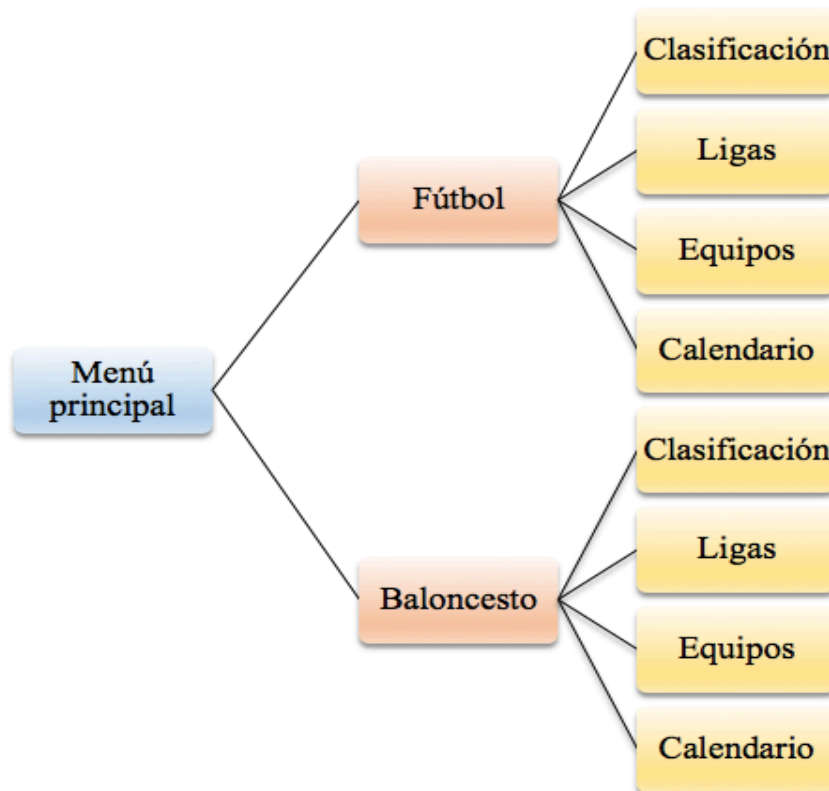 Menú
principal
Fútbol
Clasificación
Ligas
Equipos
Calendario
Baloncesto
Clasificación
Ligas
Equipos
Calendario